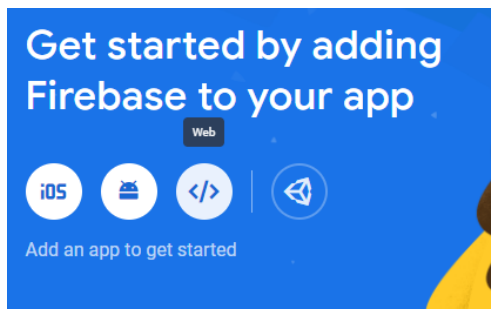 Get started by adding
Firebase to your app
Web
iOS
</>
Add an app to get started